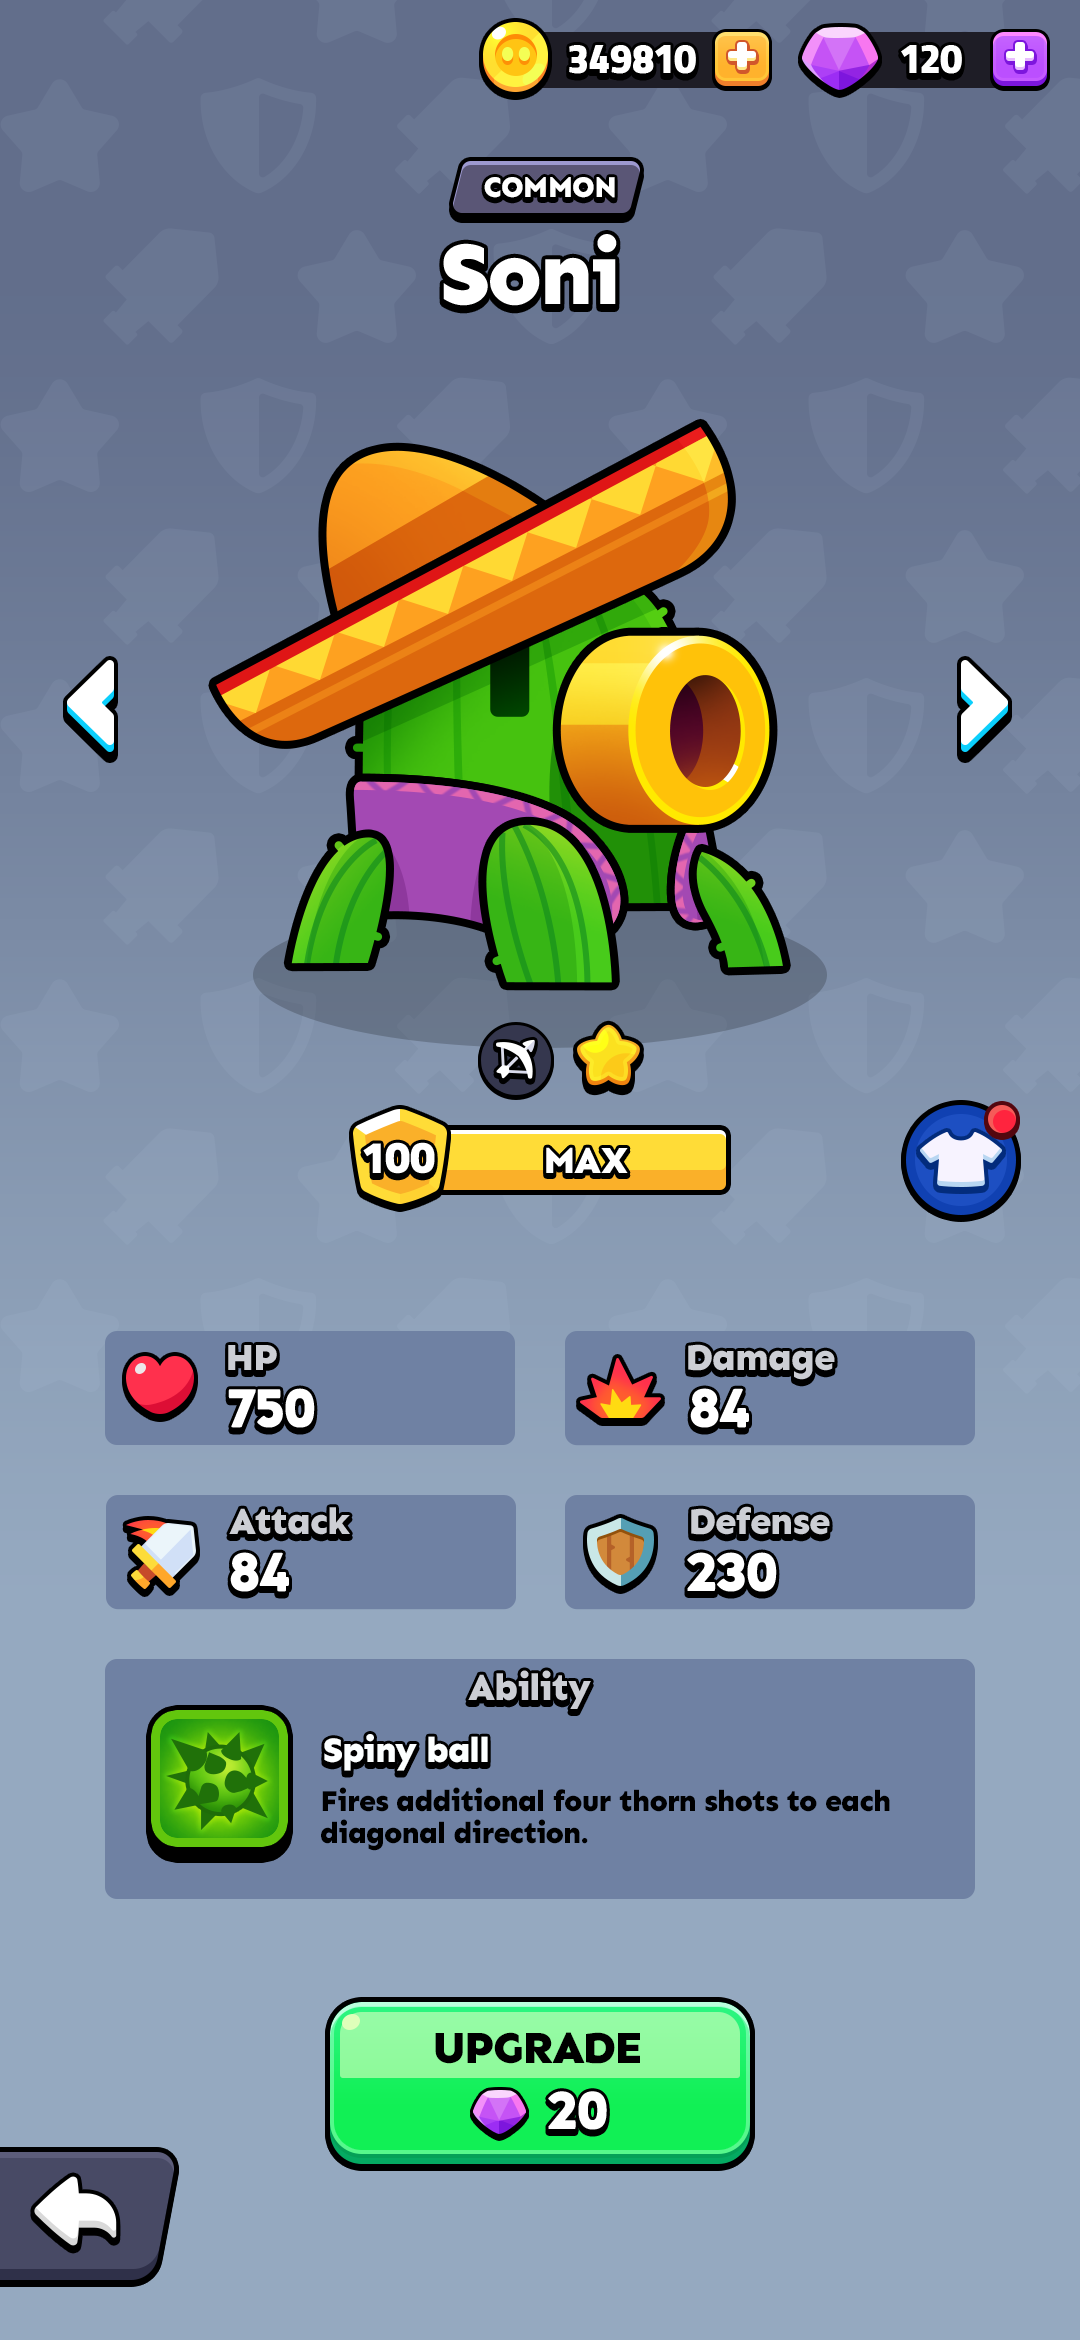 349810
120
COMMON
Soni
100
MAX
HP
750
Damage
84
Attack
84
Defense
230
Ability
Spiny ball
Fires additional four thorn shots to each
diagonal direction.
UPGRADE
20